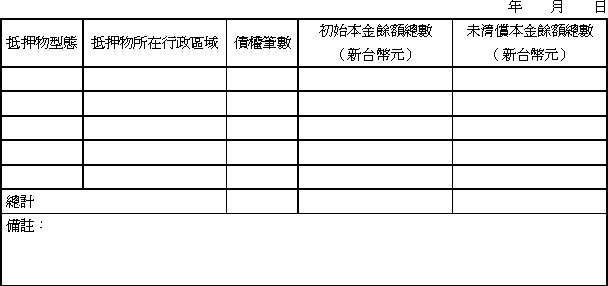 年　　月　　日
抵押物型態　抵押物所在行政區域　債權筆數　初始本金餘額總數　未清償本金餘額總數
（新台幣元）　（新台幣元）
總計
備註：